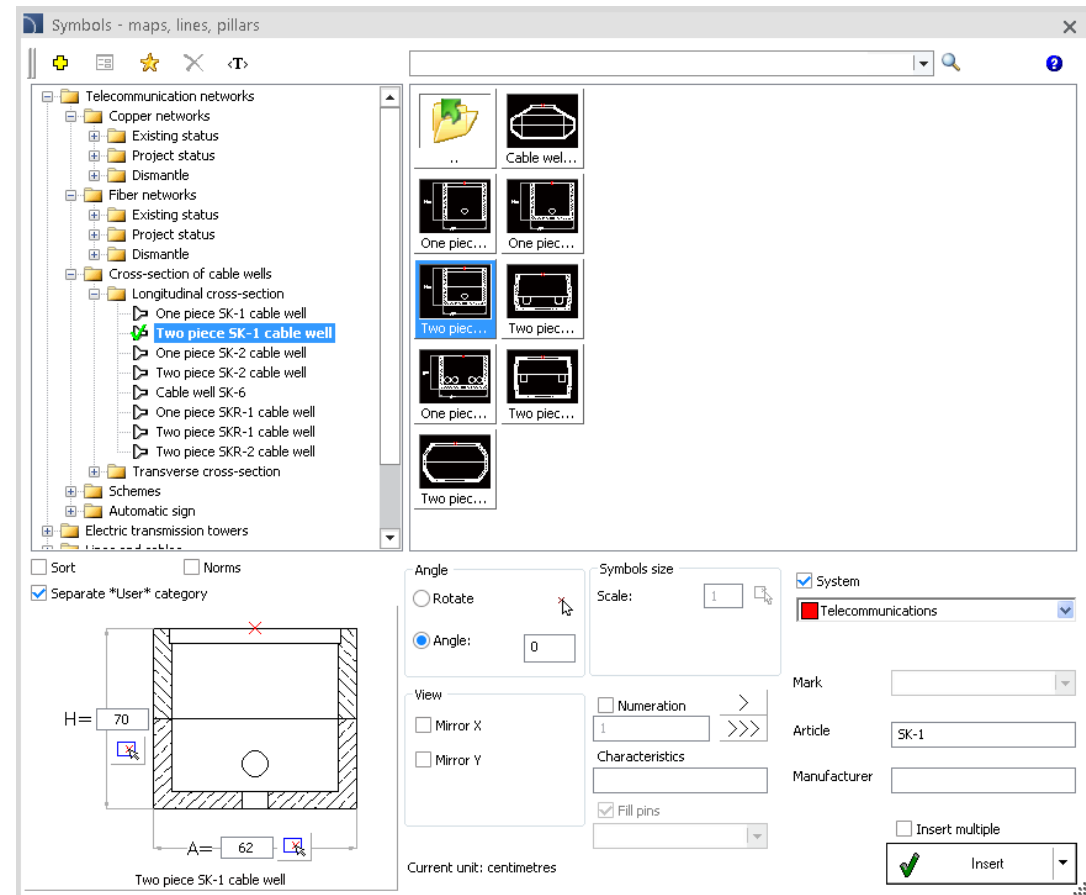 Symbols - maps, lines, pillars
<T>
Telecommunication networks
Copper networks
Existing status
Project status
Dismantle
Fiber networks
Existing status
Project status
Dismantle
Cross-section of cable wells
Longitudinal cross-section
One piece SK-1 cable well
Two piece SK-1 cable well
One piece SK-2 cable well
Two piece SK-2 cable well
Cable well SK-6
One piece SKR-1 cable well
Two piece SKR-1 cable well
Two piece SKR-2 cable well
Transverse cross-section
Schemes
Automatic sign
Electric transmission towers
Lines and cables
..
Cable wel...
One piec...
One piec...
Two piec...
Two piec...
One piec...
Two piec...
Two piec...
Sort
Norms
Separate *User* category
H= 70
A= 62
Two piece SK-1 cable well
Angle
Rotate
Angle: 0
View
Mirror X
Mirror Y
Current unit: centimetres
Symbols size
Scale: 1
Numeration >
1 >>>
Characteristics
Fill pins
System
Telecommunications
Mark
Article SK-1
Manufacturer
Insert multiple
Insert